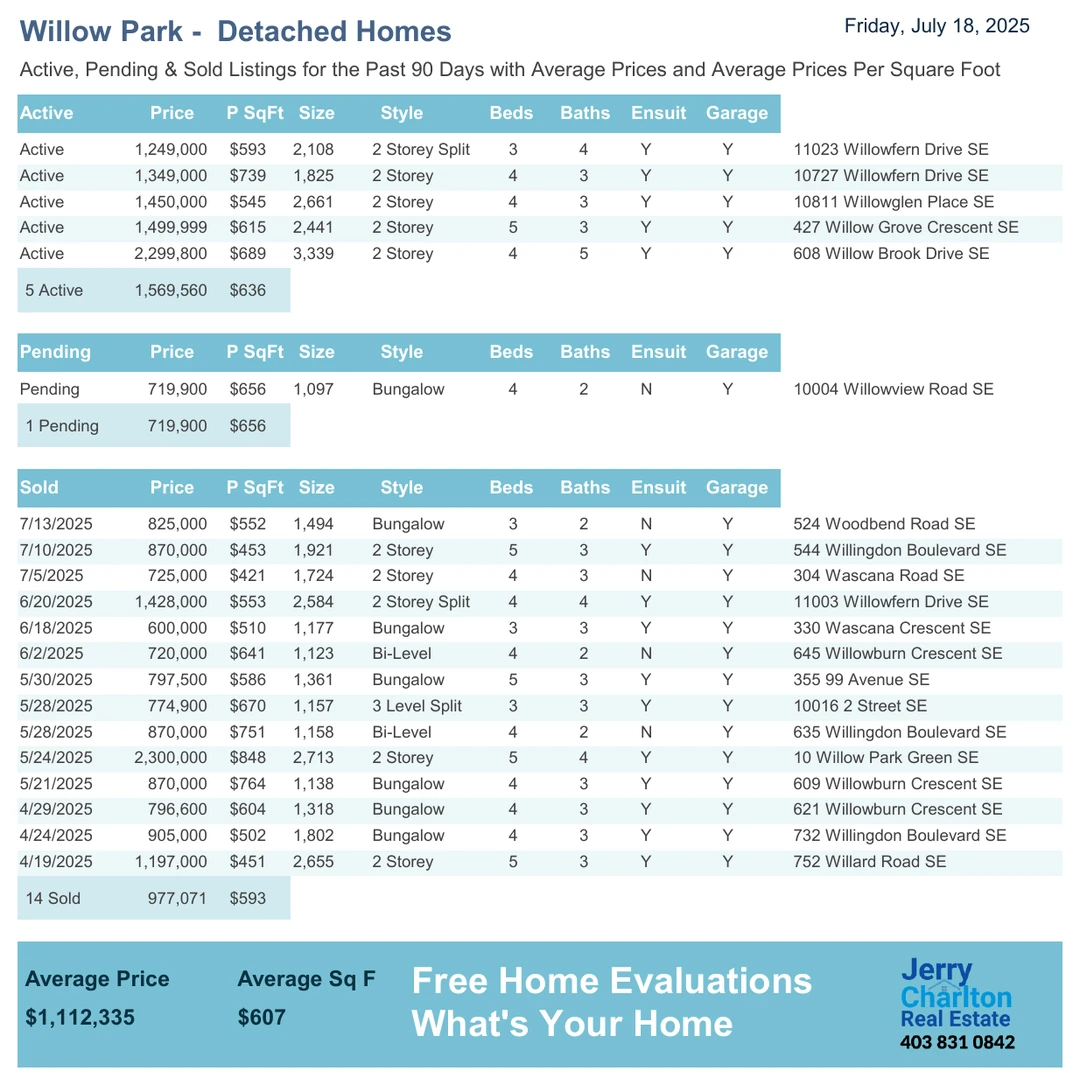 Willow Park - Detached Homes
Friday, July 18, 2025
Active, Pending & Sold Listings for the Past 90 Days with Average Prices and Average Prices Per Square Foot
Active Price P SqFt Size Style Beds Baths Ensuit Garage
Active 1,249,000 $593 2,108 2 Storey Split 3 4 Y Y 11023 Willowfern Drive SE
Active 1,349,000 $739 1,825 2 Storey 4 3 Y Y 10727 Willowfern Drive SE
Active 1,450,000 $545 2,661 2 Storey 4 3 Y Y 10811 Willowglen Place SE
Active 1,499,999 $615 2,441 2 Storey 5 3 Y Y 427 Willow Grove Crescent SE
Active 2,299,800 $689 3,339 2 Storey 4 5 Y Y 608 Willow Brook Drive SE
5 Active 1,569,560 $636
Pending Price P SqFt Size Style Beds Baths Ensuit Garage
Pending 719,900 $656 1,097 Bungalow 4 2 N Y 10004 Willowview Road SE
1 Pending 719,900 $656
Sold Price P SqFt Size Style Beds Baths Ensuit Garage
7/13/2025 825,000 $552 1,494 Bungalow 3 2 N Y 524 Woodbend Road SE
7/10/2025 870,000 $453 1,921 2 Storey 5 3 Y Y 544 Willingdon Boulevard SE
7/5/2025 725,000 $421 1,724 2 Storey 4 3 N Y 304 Wascana Road SE
6/20/2025 1,428,000 $553 2,584 2 Storey Split 4 4 Y Y 11003 Willowfern Drive SE
6/18/2025 600,000 $510 1,177 Bungalow 3 3 Y Y 330 Wascana Crescent SE
6/2/2025 720,000 $641 1,123 Bi-Level 4 2 N Y 645 Willowburn Crescent SE
5/30/2025 797,500 $586 1,361 Bungalow 5 3 Y Y 355 99 Avenue SE
5/28/2025 774,900 $670 1,157 3 Level Split 3 3 Y Y 10016 2 Street SE
5/28/2025 870,000 $751 1,158 Bi-Level 4 2 N Y 635 Willingdon Boulevard SE
5/24/2025 2,300,000 $848 2,713 2 Storey 5 4 Y Y 10 Willow Park Green SE
5/21/2025 870,000 $764 1,138 Bungalow 4 3 Y Y 609 Willowburn Crescent SE
4/29/2025 796,600 $604 1,318 Bungalow 4 3 Y Y 621 Willowburn Crescent SE
4/24/2025 905,000 $502 1,802 Bungalow 4 3 Y Y 732 Willingdon Boulevard SE
4/19/2025 1,197,000 $451 2,655 2 Storey 5 3 Y Y 752 Willard Road SE
14 Sold 977,071 $593
Average Price Average Sq F
$1,112,335 $607
Free Home Evaluations
What's Your Home
Jerry
Charlton
Real Estate
403 831 0842